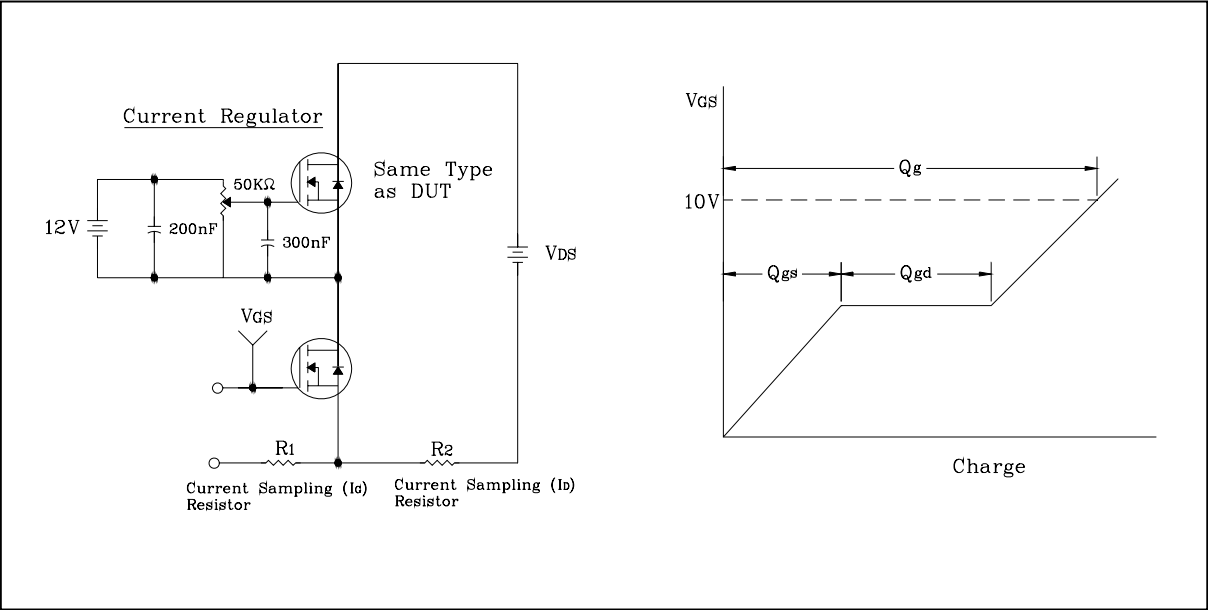 Current Regulator
Same Type
as DUT
50KΩ
12V
200nF
300nF
VDS
VGS
R1
R2
Current Sampling (IG)
Resistor
Current Sampling (ID)
Resistor
VGS
Qg
10V
Qgs
Qgd
Charge